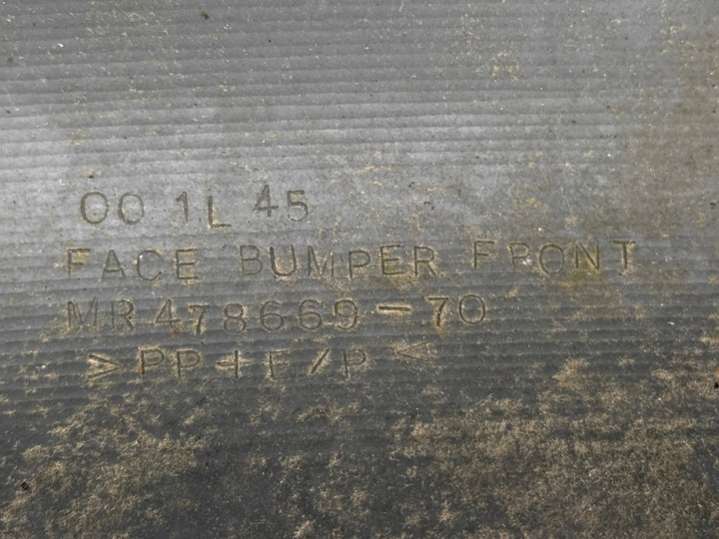 00 1L 45
FACE BUMPER FRONT
MR478669-70
>PP+E/P<